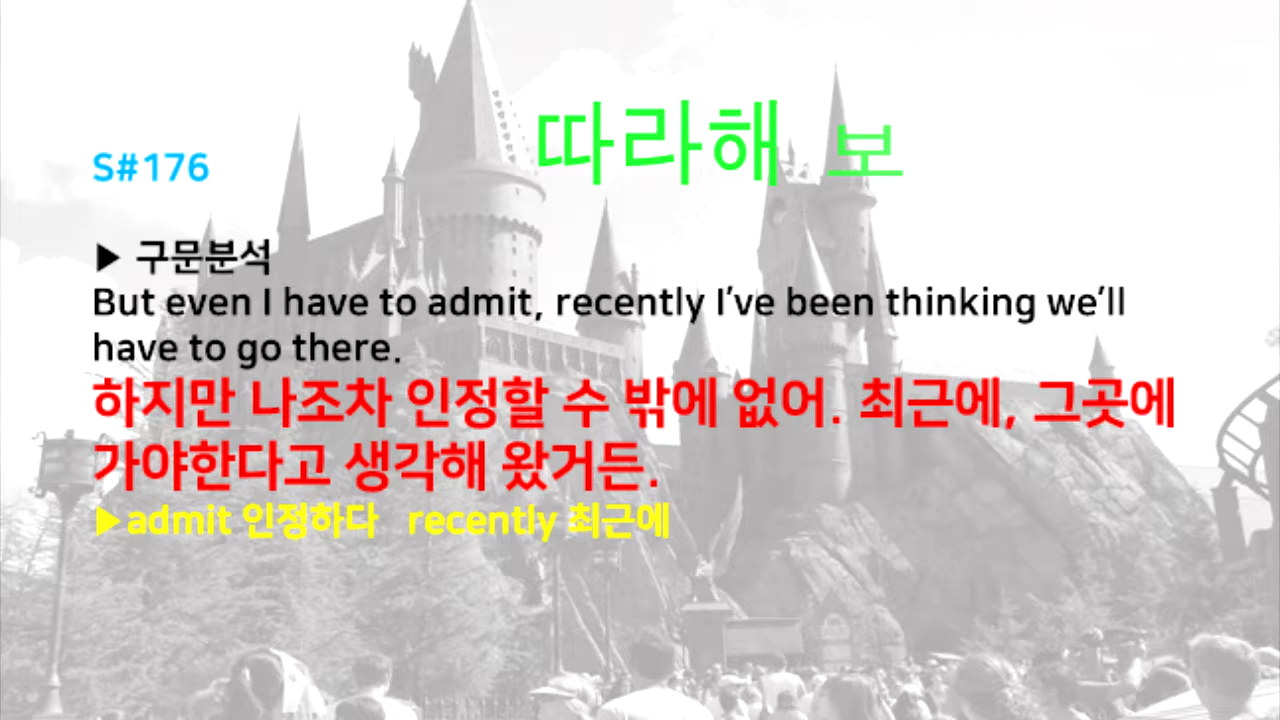 따라해 보
S#176
▶ 구문분석
But even I have to admit, recently I've been thinking we'll
have to go there.
하지만 나조차 인정할 수 밖에 없어. 최근에, 그곳에
가야한다고 생각해 왔거든.
▶admit 인정하다 recently 최근에